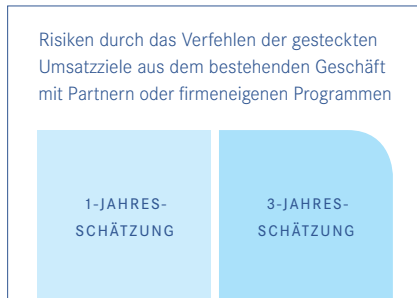 Risiken durch das Verfehlen der gesteckten
Umsatzziele aus dem bestehenden Geschäft
mit Partnern oder firmeneigenen Programmen
1-JAHRES-
SCHÄTZUNG
3-JAHRES-
SCHÄTZUNG